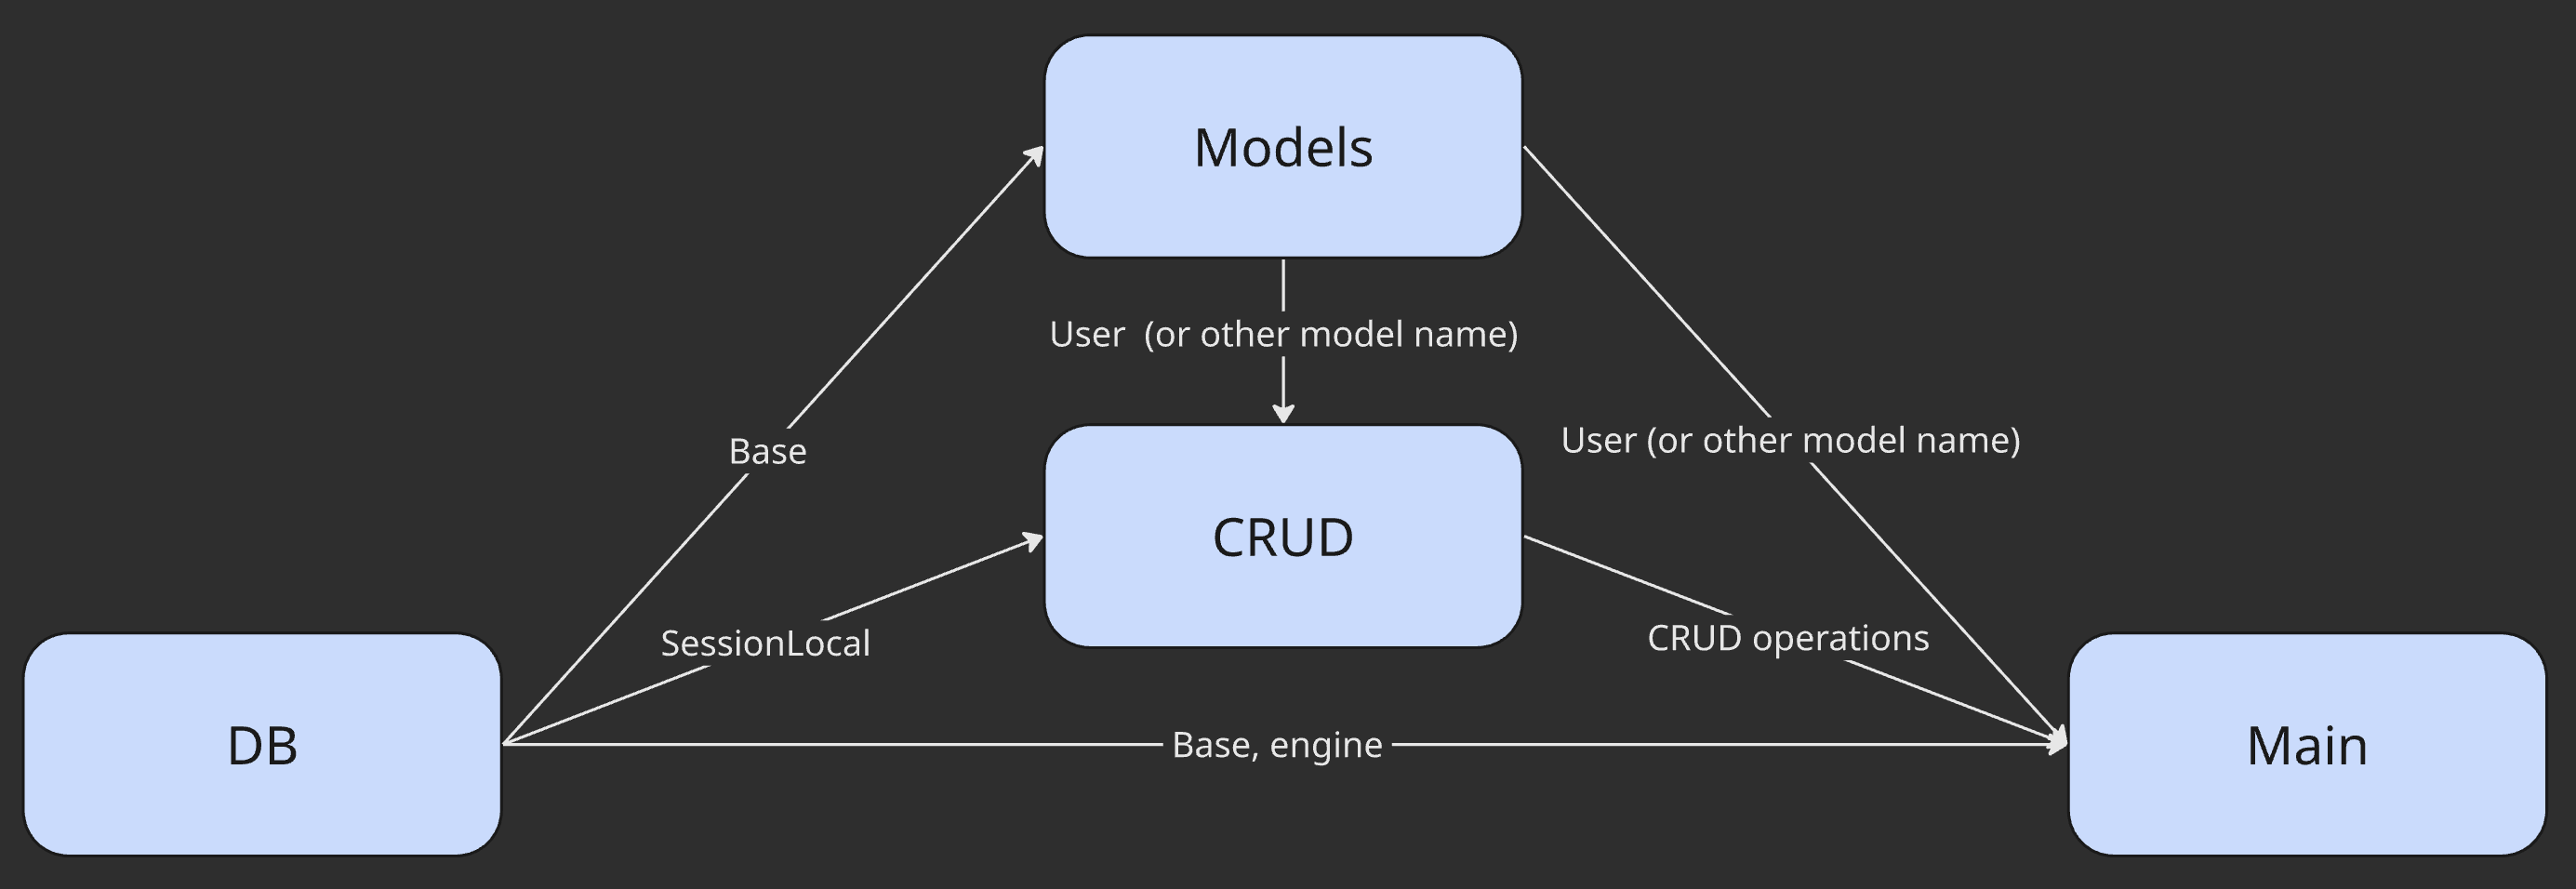 Models
User  (or other model name)
User (or other model name)
Base
CRUD
SessionLocal
CRUD operations
DB
Base, engine
Main